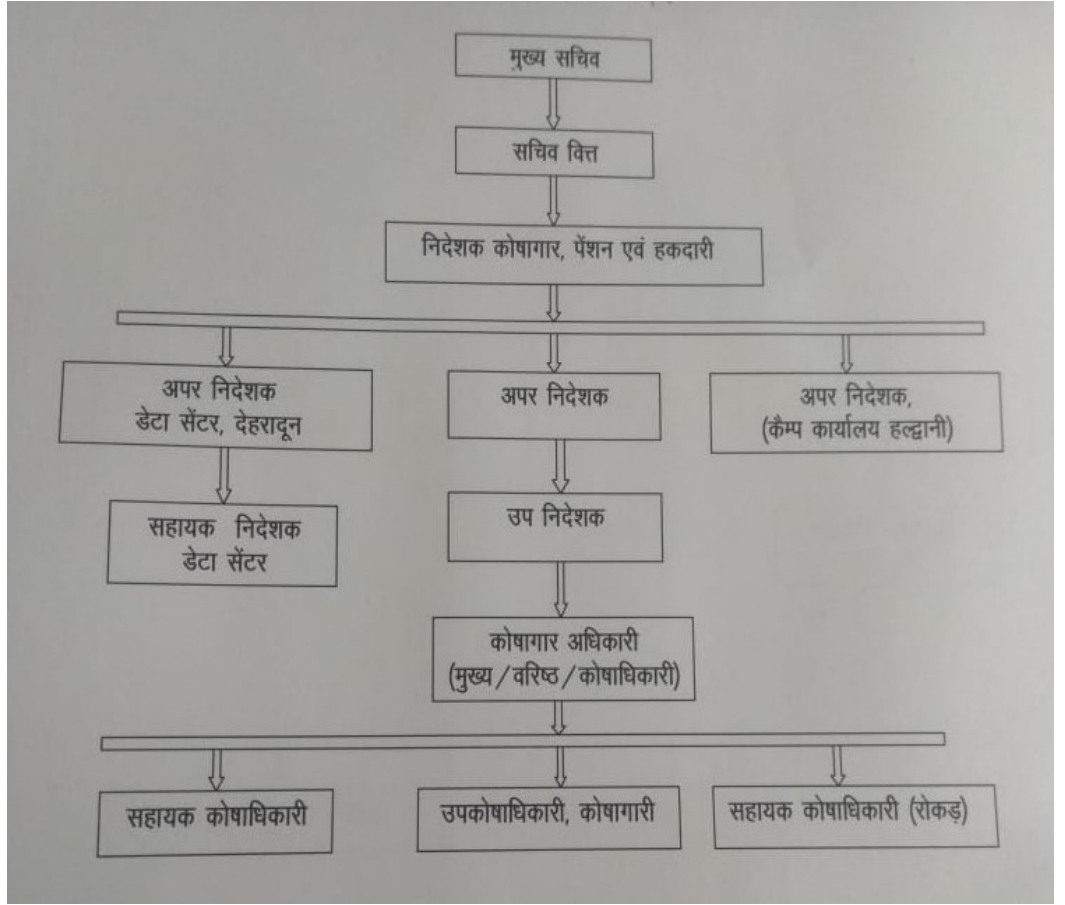 मुख्य सचिव
सचिव वित्त
निदेशक कोषागार, पेंशन एवं हकदारी
अपर निदेशक
डेटा सेंटर, देहरादून
अपर निदेशक
अपर निदेशक,
(कैम्प कार्यालय हल्द्वानी)
सहायक निदेशक
डेटा सेंटर
उप निदेशक
कोषागार अधिकारी
(मुख्य/वरिष्ठ/कोषाधिकारी)
सहायक कोषाधिकारी
उपकोषाधिकारी, कोषागारी
सहायक कोषाधिकारी (रोकड़)